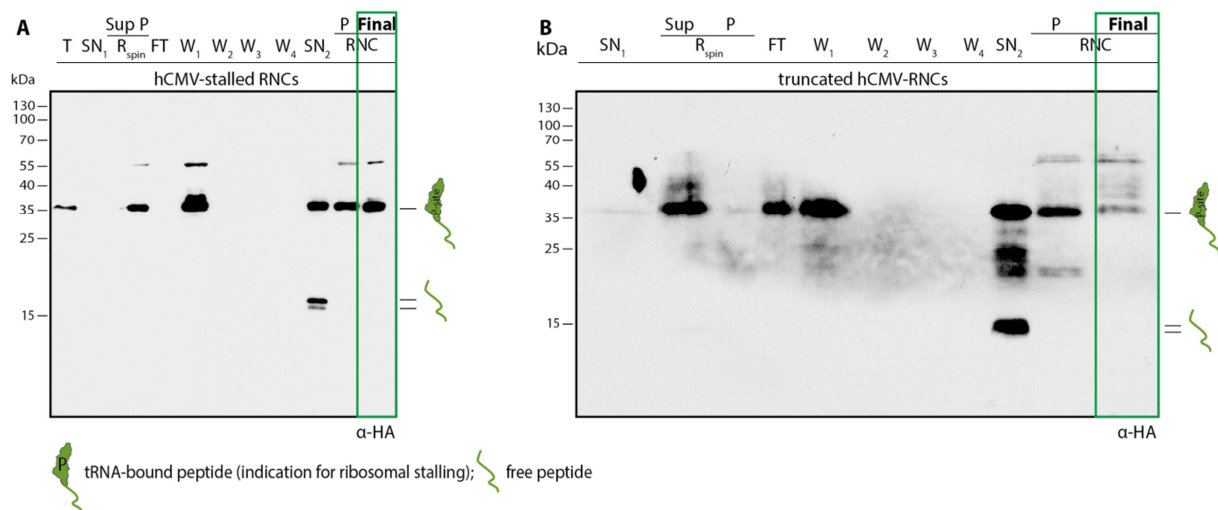 A
Sup P P Final
T SN1 Rspin FT W1 W2 W3 W4 SN2 RNC
hCMV-stalled RNCs
kDa
130
100
70
55
40
35
25
15
P-site
α-HA
B
Sup P P Final
kDa SN1 Rspin FT W1 W2 W3 W4 SN2 RNC
truncated hCMV-RNCs
130
100
70
55
40
35
25
15
P-site
α-HA
P tRNA-bound peptide (indication for ribosomal stalling); free peptide